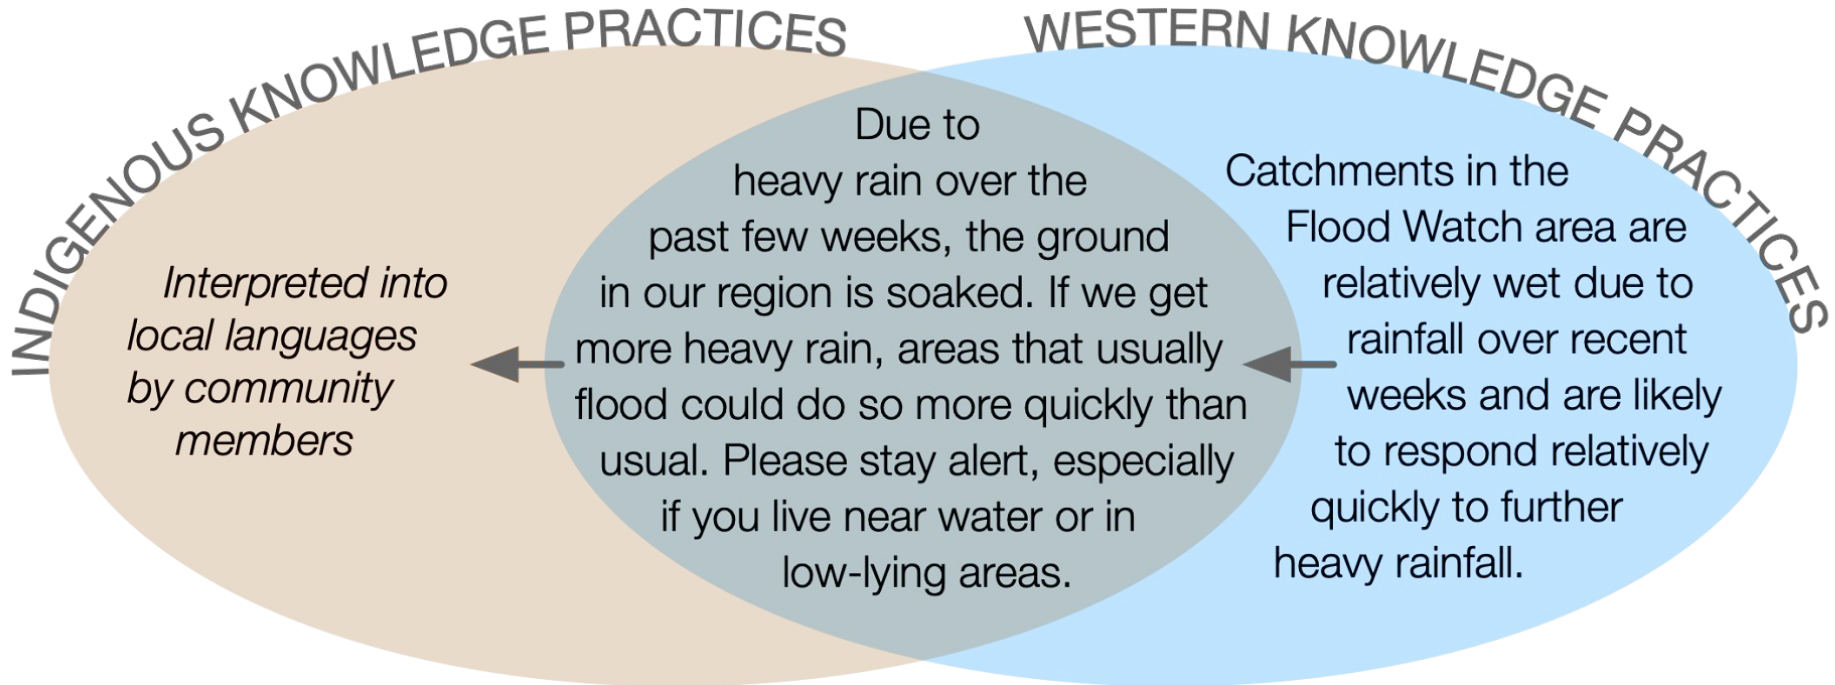 INDIGENOUS KNOWLEDGE PRACTICES
WESTERN KNOWLEDGE PRACTICES
Interpreted into
local languages
by community
members
Due to
heavy rain over the
past few weeks, the ground
in our region is soaked. If we get
more heavy rain, areas that usually
flood could do so more quickly than
usual. Please stay alert, especially
if you live near water or in
low-lying areas.
Catchments in the
Flood Watch area are
relatively wet due to
rainfall over recent
weeks and are likely
to respond relatively
quickly to further
heavy rainfall.